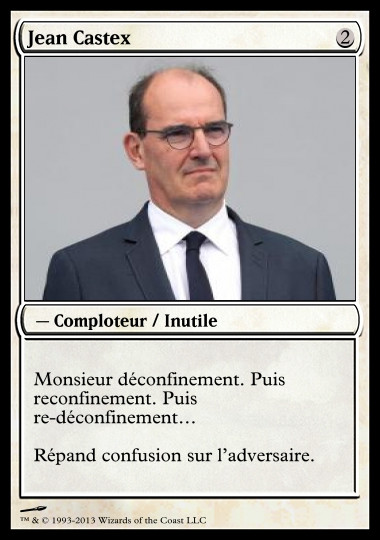 Jean Castex 2
— Comploteur / Inutile
Monsieur déconfinement. Puis
reconfinement. Puis
re-déconfinement…
Répand confusion sur l'adversaire.
™ & © 1993-2013 Wizards of the Coast LLC